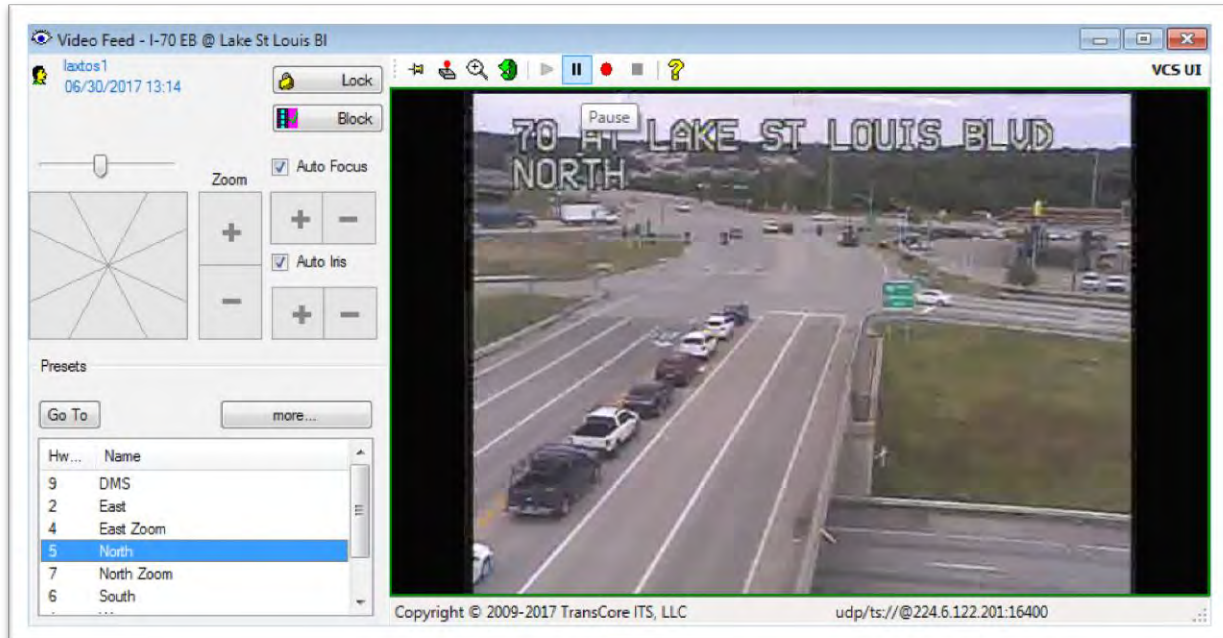 Video Feed - I-70 EB @ Lake St Louis Bl
laxtos1
06/30/2017 13:14
Lock
Block
VCS UI
Pause
Auto Focus
Zoom
Auto Iris
70 AT LAKE ST LOUIS BLVD
NORTH
Presets
Go To
more...
Hw... Name
9 DMS
2 East
4 East Zoom
5 North
7 North Zoom
6 South
Copyright © 2009-2017 TransCore ITS, LLC
udp/ts://@224.6.122.201:16400